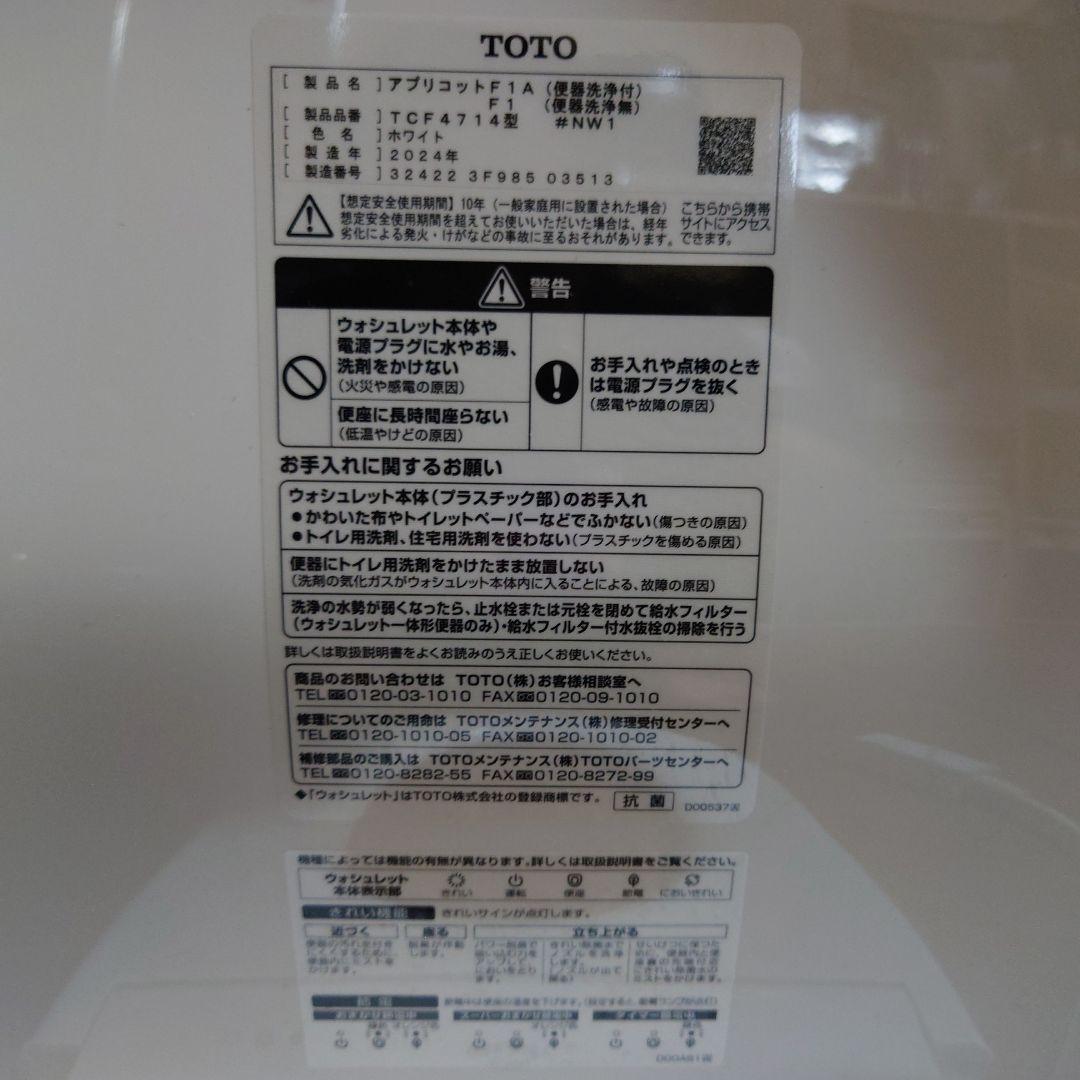 TOTO
[ 製品名 ] アプリコットF1A (便器洗浄付)
F1 (便器洗浄無)
[ 製品品番 ] TCF4714型 #NW1
[ 色名 ] ホワイト
[ 製造年 ] 2024年
[ 製造番号 ] 32422 3F985 03513
【想定安全使用期間】10年（一般家庭用に設置された場合）
想定安全使用期間を超えてお使いいただいた場合は、経年
劣化による発火・けがなどの事故に至るおそれがあります。
こちらから携帯
サイトにアクセス
できます。
警告
ウォシュレット本体や
電源プラグに水やお湯、
洗剤をかけない
（火災や感電の原因）
便座に長時間座らない
（低温やけどの原因）
お手入れや点検のとき
は電源プラグを抜く
（感電や故障の原因）
お手入れに関するお願い
ウォシュレット本体（プラスチック部）のお手入れ
●かわいた布やトイレットペーパーなどでふかない（傷つきの原因）
●トイレ用洗剤、住宅用洗剤を使わない（プラスチックを傷める原因）
便器にトイレ用洗剤をかけたまま放置しない
（洗剤の気化ガスがウォシュレット本体内に入ることによる、故障の原因）
洗浄の水勢が弱くなったら、止水栓または元栓を閉めて給水フィルター
（ウォシュレット一体形便器のみ）・給水フィルター付水抜栓の掃除を行う
詳しくは取扱説明書をよくお読みのうえ正しくお使いください。
商品のお問い合わせは TOTO（株）お客様相談室へ
TEL 0120-03-1010 FAX 0120-09-1010
修理についてのご用命は TOTOメンテナンス（株）修理受付センターへ
TEL 0120-1010-05 FAX 0120-1010-02
補修部品のご購入は TOTOメンテナンス（株）TOTOパーツセンターへ
TEL 0120-8282-55 FAX 0120-8272-99
◆「ウォシュレット」はTOTO株式会社の登録商標です。 抗菌
機種によっては機能の有無が異なります。詳しくは取扱説明書をご覧ください。
ウォシュレット
本体表示部
きれい 運転 便座 節電 においきれい
きれい機能 きれいサインが点灯します。
近づく 座る 立ち上がる